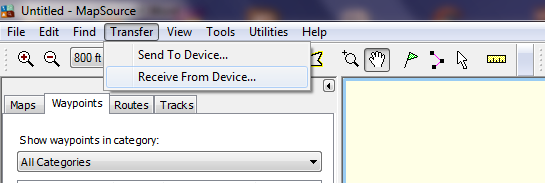 Untitled - MapSource
File Edit Find Transfer View Tools Utilities Help
800 ft
Send To Device...
Receive From Device...
Maps Waypoints Routes Tracks
Show waypoints in category:
All Categories